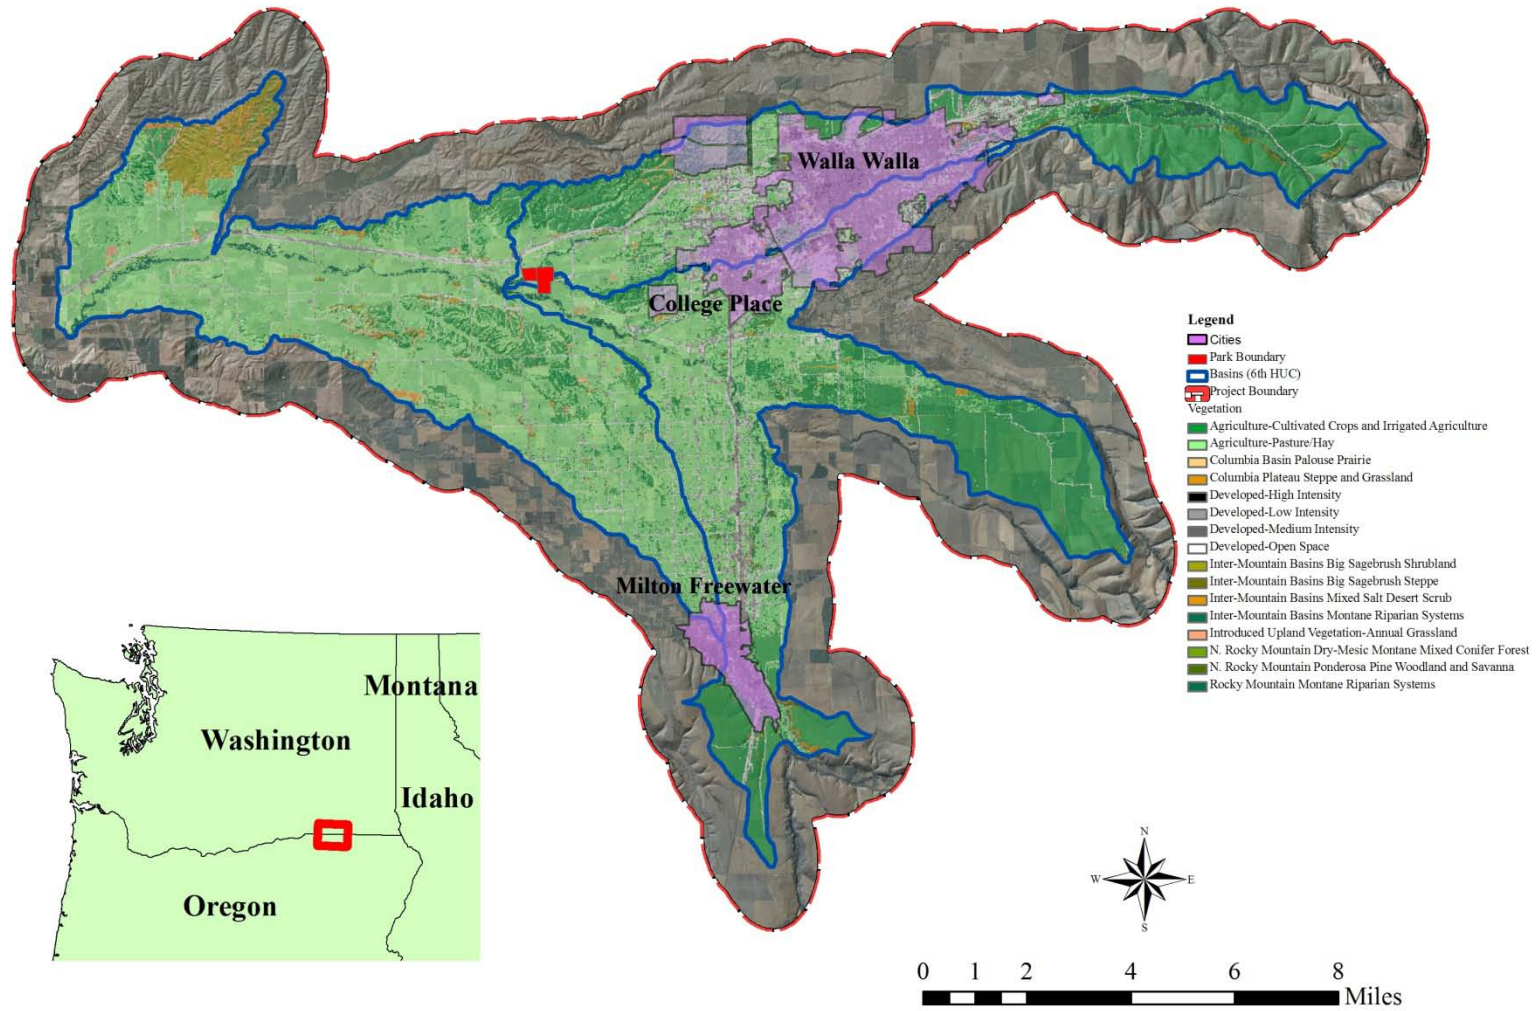 Walla Walla
College Place
Milton Freewater
Legend
Cities
Park Boundary
Basins (6th HUC)
Project Boundary
Vegetation
Agriculture-Cultivated Crops and Irrigated Agriculture
Agriculture-Pasture/Hay
Columbia Basin Palouse Prairie
Columbia Plateau Steppe and Grassland
Developed-High Intensity
Developed-Low Intensity
Developed-Medium Intensity
Developed-Open Space
Inter-Mountain Basins Big Sagebrush Shrubland
Inter-Mountain Basins Big Sagebrush Steppe
Inter-Mountain Basins Mixed Salt Desert Scrub
Inter-Mountain Basins Montane Riparian Systems
Introduced Upland Vegetation-Annual Grassland
N. Rocky Mountain Dry-Mesic Montane Mixed Conifer Forest
N. Rocky Mountain Ponderosa Pine Woodland and Savanna
Rocky Mountain Montane Riparian Systems
Montana
Washington
Idaho
Oregon
N
W E
S
0 1 2 4 6 8
Miles